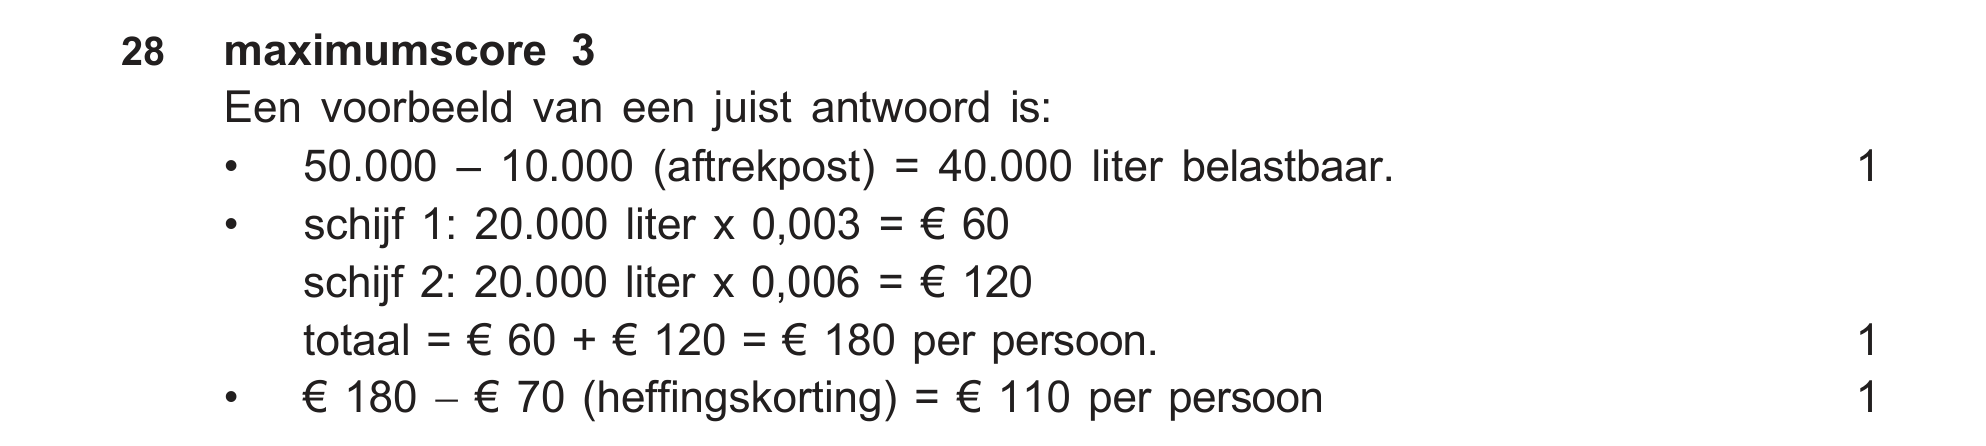 28 maximumscore 3
Een voorbeeld van een juist antwoord is:
• 50.000 – 10.000 (aftrekpost) = 40.000 liter belastbaar. 1
• schijf 1: 20.000 liter x 0,003 = € 60
schijf 2: 20.000 liter x 0,006 = € 120
totaal = € 60 + € 120 = € 180 per persoon. 1
• € 180 – € 70 (heffingskorting) = € 110 per persoon 1